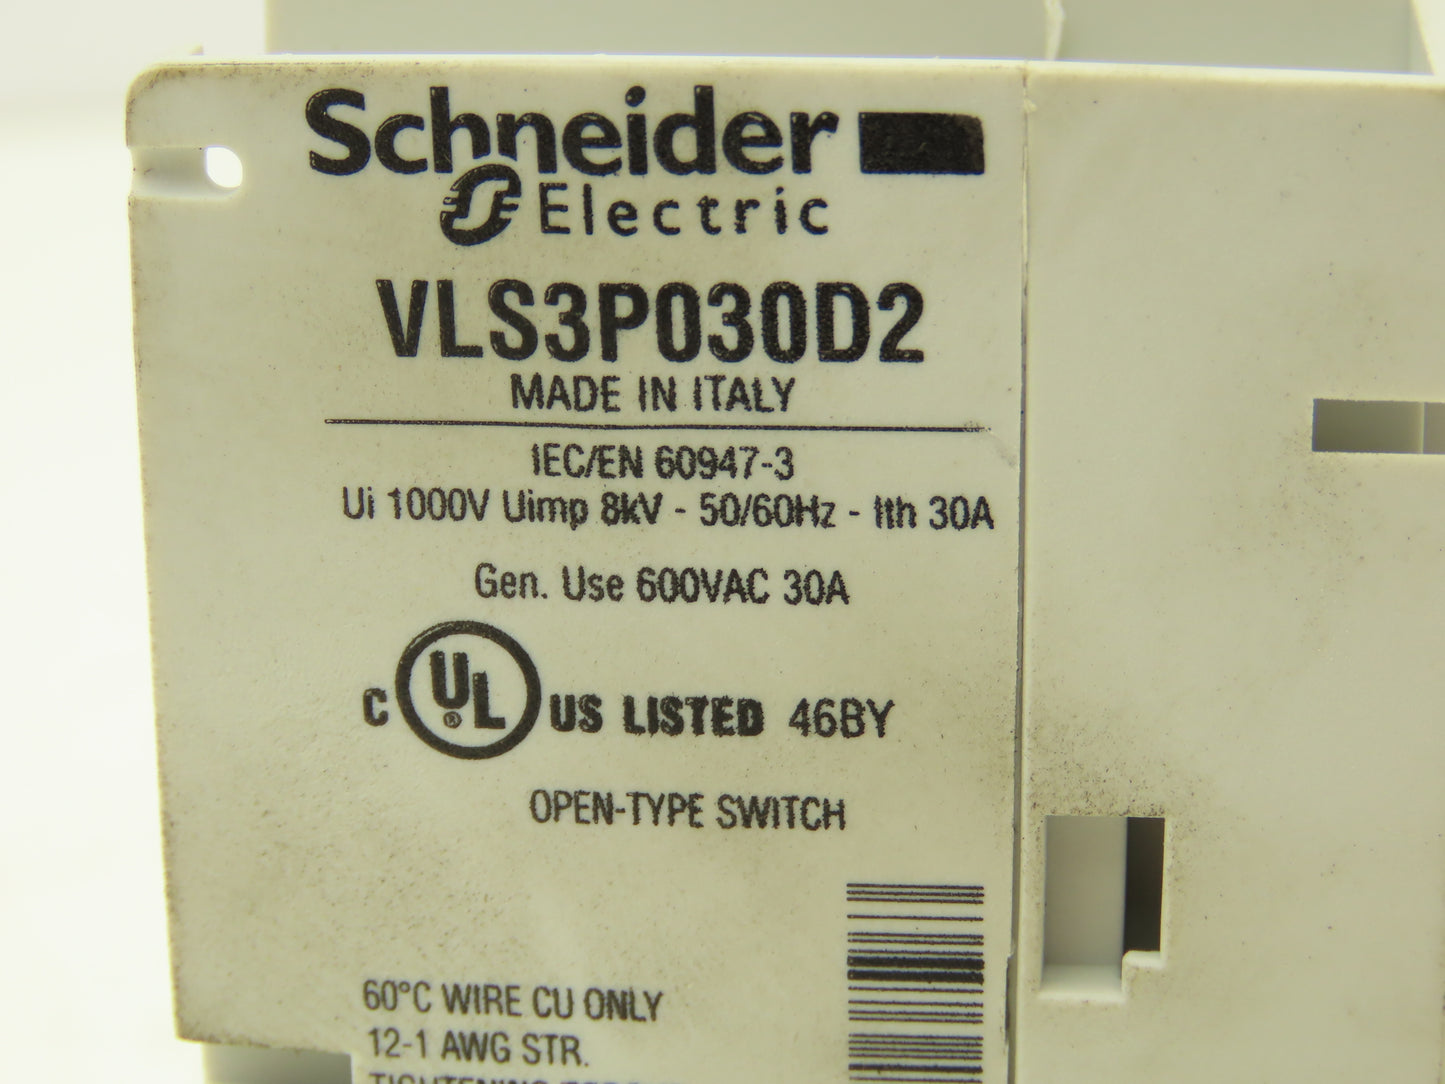 Schneider
Electric
VLS3P030D2
MADE IN ITALY
IEC/EN 60947-3
Ui 1000V Uimp 8kV - 50/60Hz - Ith 30A
Gen. Use 600VAC 30A
C UL ® US LISTED 46BY
OPEN-TYPE SWITCH
60°C WIRE CU ONLY
12-1 AWG STR.